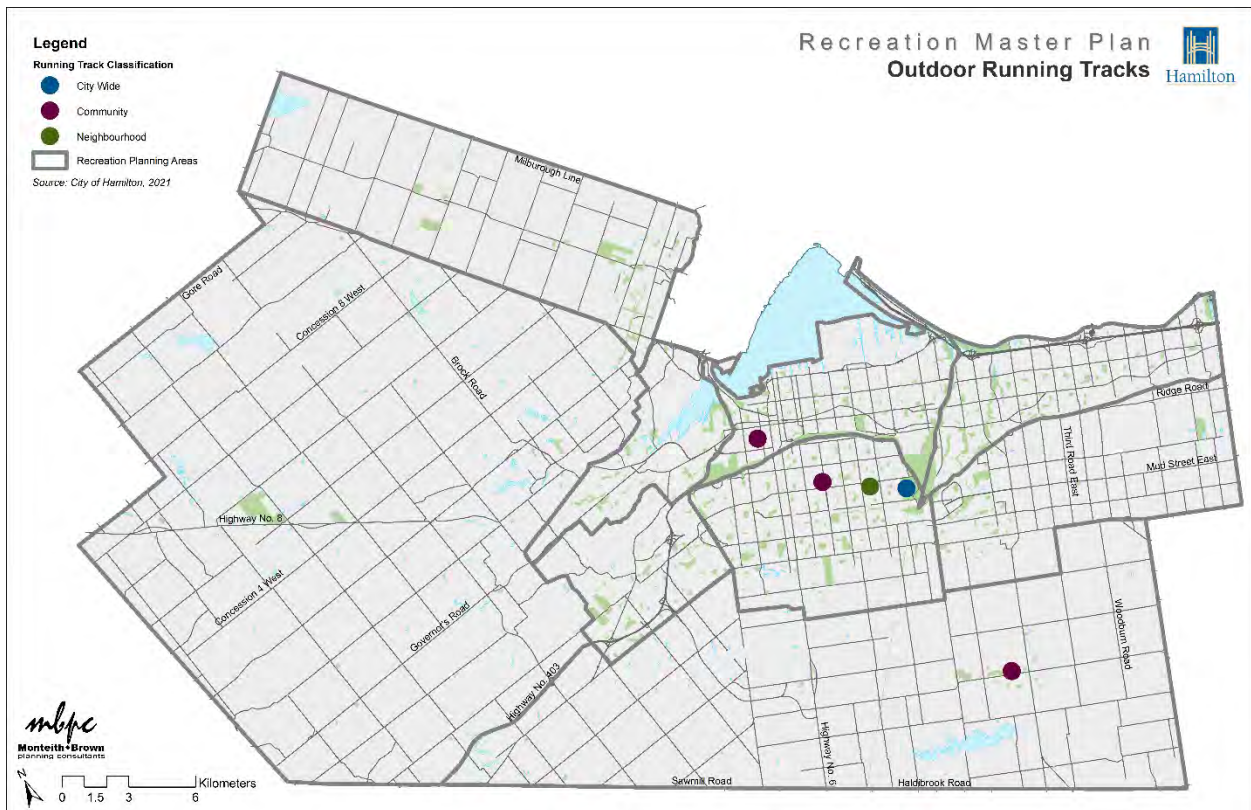 Legend
Running Track Classification
City Wide
Community
Neighbourhood
Recreation Planning Areas
Source: City of Hamilton, 2021
Recreation Master Plan
Outdoor Running Tracks
Hamilton
Milburough Line
Gore Road
Concession 8 West
Brock Road
Ridge Road
Third Road East
Mud Street East
Highway No. 8
Concession 4 West
Governor's Road
Highway No. 403
Woodburn Road
Highway No. 6
Sawmill Road
Haldibrook Road
mbpc
Monteith+Brown
planning consultants
N
Kilometers
0 1.5 3 6